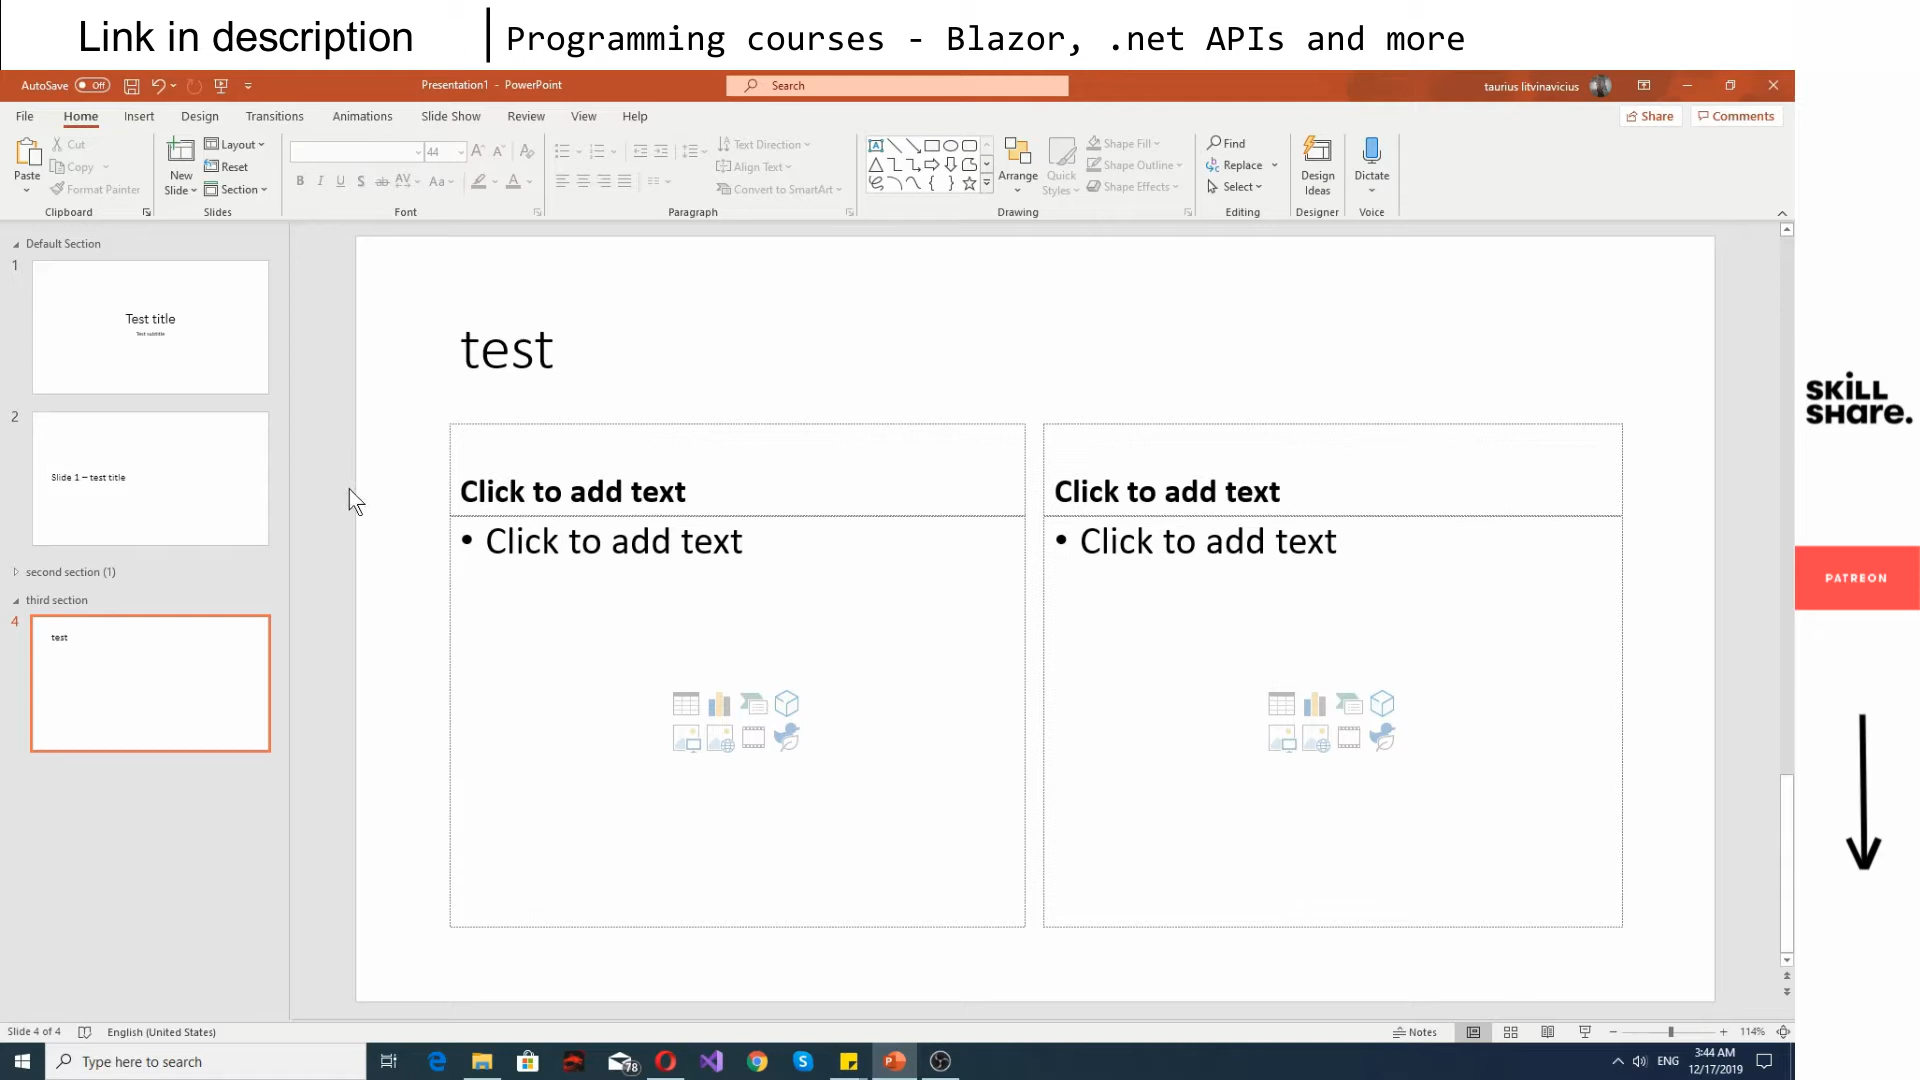 Link in description
Programming courses - Blazor, .net APIs and more
AutoSave Off
Presentation1 - PowerPoint
Search
taurius litvinavicius
File Home Insert Design Transitions Animations Slide Show Review View Help
Share Comments
Paste
Cut
Copy
Format Painter
Clipboard
New Slide
Layout
Reset
Section
Slides
44
B I U S ab AV Aa A
Font
Text Direction
Align Text
Convert to SmartArt
Paragraph
Arrange
Quick Styles
Shape Fill
Shape Outline
Shape Effects
Drawing
Find
Replace
Select
Editing
Design Ideas
Designer
Dictate
Voice
Default Section
1
Test title
Test subtitle
2
Slide 1 – test title
second section (1)
third section
4
test
test
Click to add text
• Click to add text
Click to add text
• Click to add text
SKILL
SHARE.
PATREON
Slide 4 of 4
English (United States)
Notes
114%
Type here to search
78
ENG
3:44 AM
12/17/2019